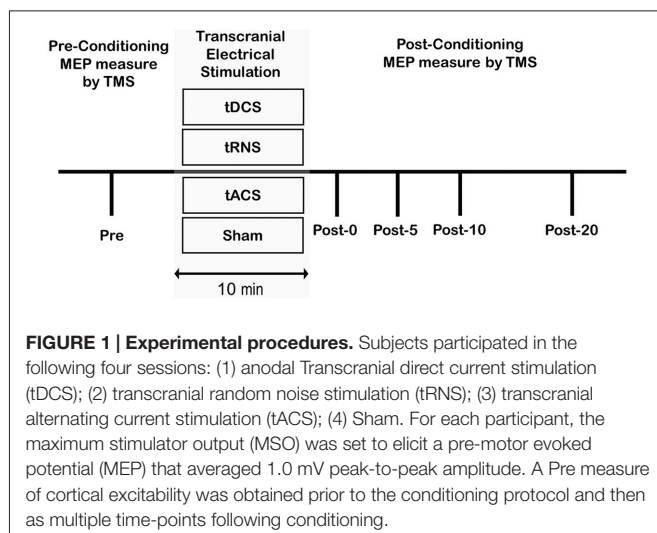 Pre-Conditioning
MEP measure
by TMS
Transcranial
Electrical
Stimulation
Post-Conditioning
MEP measure by TMS
tDCS
tRNS
tACS
Sham
Pre
Post-0
Post-5
Post-10
Post-20
10 min
FIGURE 1 | Experimental procedures. Subjects participated in the
following four sessions: (1) anodal Transcranial direct current stimulation
(tDCS); (2) transcranial random noise stimulation (tRNS); (3) transcranial
alternating current stimulation (tACS); (4) Sham. For each participant, the
maximum stimulator output (MSO) was set to elicit a pre-motor evoked
potential (MEP) that averaged 1.0 mV peak-to-peak amplitude. A Pre measure
of cortical excitability was obtained prior to the conditioning protocol and then
as multiple time-points following conditioning.